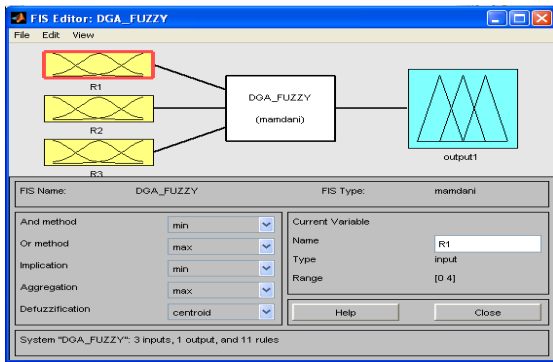 FIS Editor: DGA_FUZZY
File Edit View
R1
R2
R3
DGA_FUZZY
(mamdani)
output1
FIS Name: DGA_FUZZY FIS Type: mamdani
And method min
Or method max
Implication min
Aggregation max
Defuzzification centroid
Current Variable
Name R1
Type input
Range [0 4]
Help Close
System "DGA_FUZZY": 3 inputs, 1 output, and 11 rules